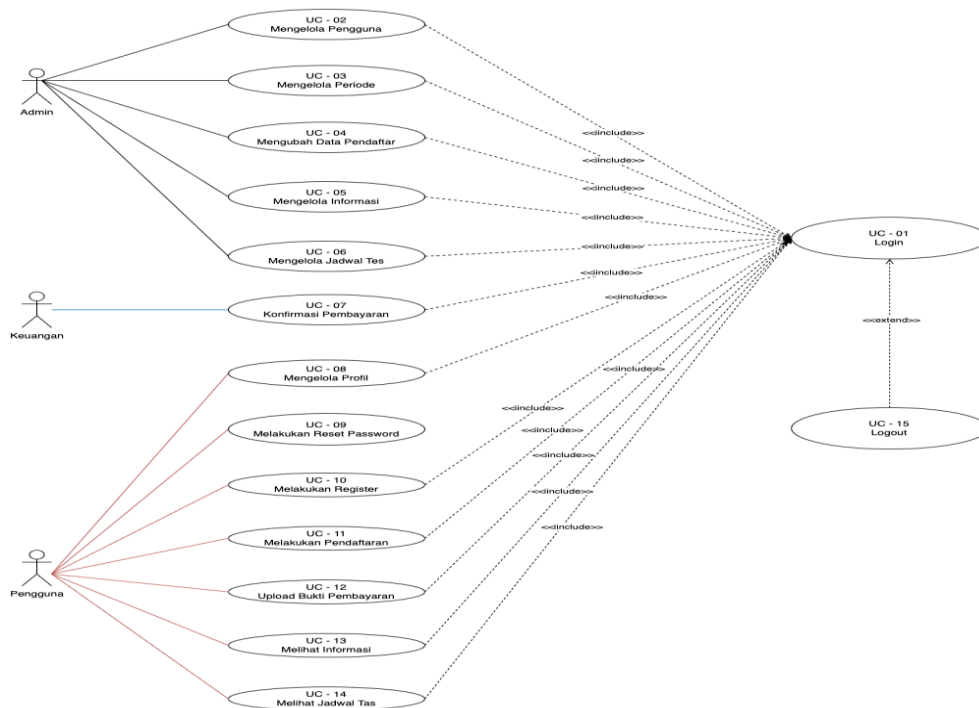 UC - 02
Mengelola Pengguna
UC - 03
Mengelola Periode
Admin
UC - 04
Mengubah Data Pendaftar
<<include>>
<<include>>
UC - 05
Mengelola Informasi
<<include>>
<<include>>
UC - 01
Login
UC - 06
Mengelola Jadwal Tes
<<include>>
<<include>>
UC - 07
Konfirmasi Pembayaran
<<include>>
Keuangan
<<extend>>
UC - 08
Mengelola Profil
<<include>>
<<include>>
UC - 09
Melakukan Reset Password
<<include>>
<<include>>
UC - 15
Logout
<<include>>
UC - 10
Melakukan Register
<<include>>
<<include>>
UC - 11
Melakukan Pendaftaran
Pengguna
UC - 12
Upload Bukti Pembayaran
UC - 13
Melihat Informasi
UC - 14
Melihat Jadwal Tas